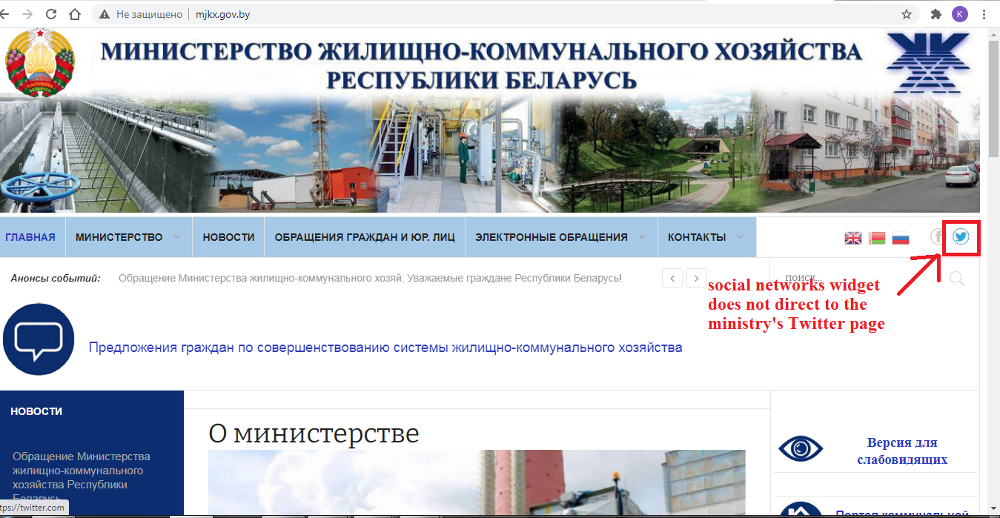 Не защищено
mjkx.gov.by
K
МИНИСТЕРСТВО ЖИЛИЩНО-КОММУНАЛЬНОГО ХОЗЯЙСТВА
РЕСПУБЛИКИ БЕЛАРУСЬ
ГЛАВНАЯ
МИНИСТЕРСТВО
НОВОСТИ
ОБРАЩЕНИЯ ГРАЖДАН И ЮР. ЛИЦ
ЭЛЕКТРОННЫЕ ОБРАЩЕНИЯ
КОНТАКТЫ
Анонсы событий:
Обращение Министерства жилищно-коммунального хозяй: Уважаемые граждане Республики Беларусь!
поиск...
social networks widget
does not direct to the
ministry's Twitter page
Предложения граждан по совершенствованию системы жилищно-коммунального хозяйства
НОВОСТИ
Обращение Министерства
жилищно-коммунального
хозяйства Республики
Беларусь
О министерстве
Версия для
слабовидящих
Портал коммунальной
tps://twitter.com